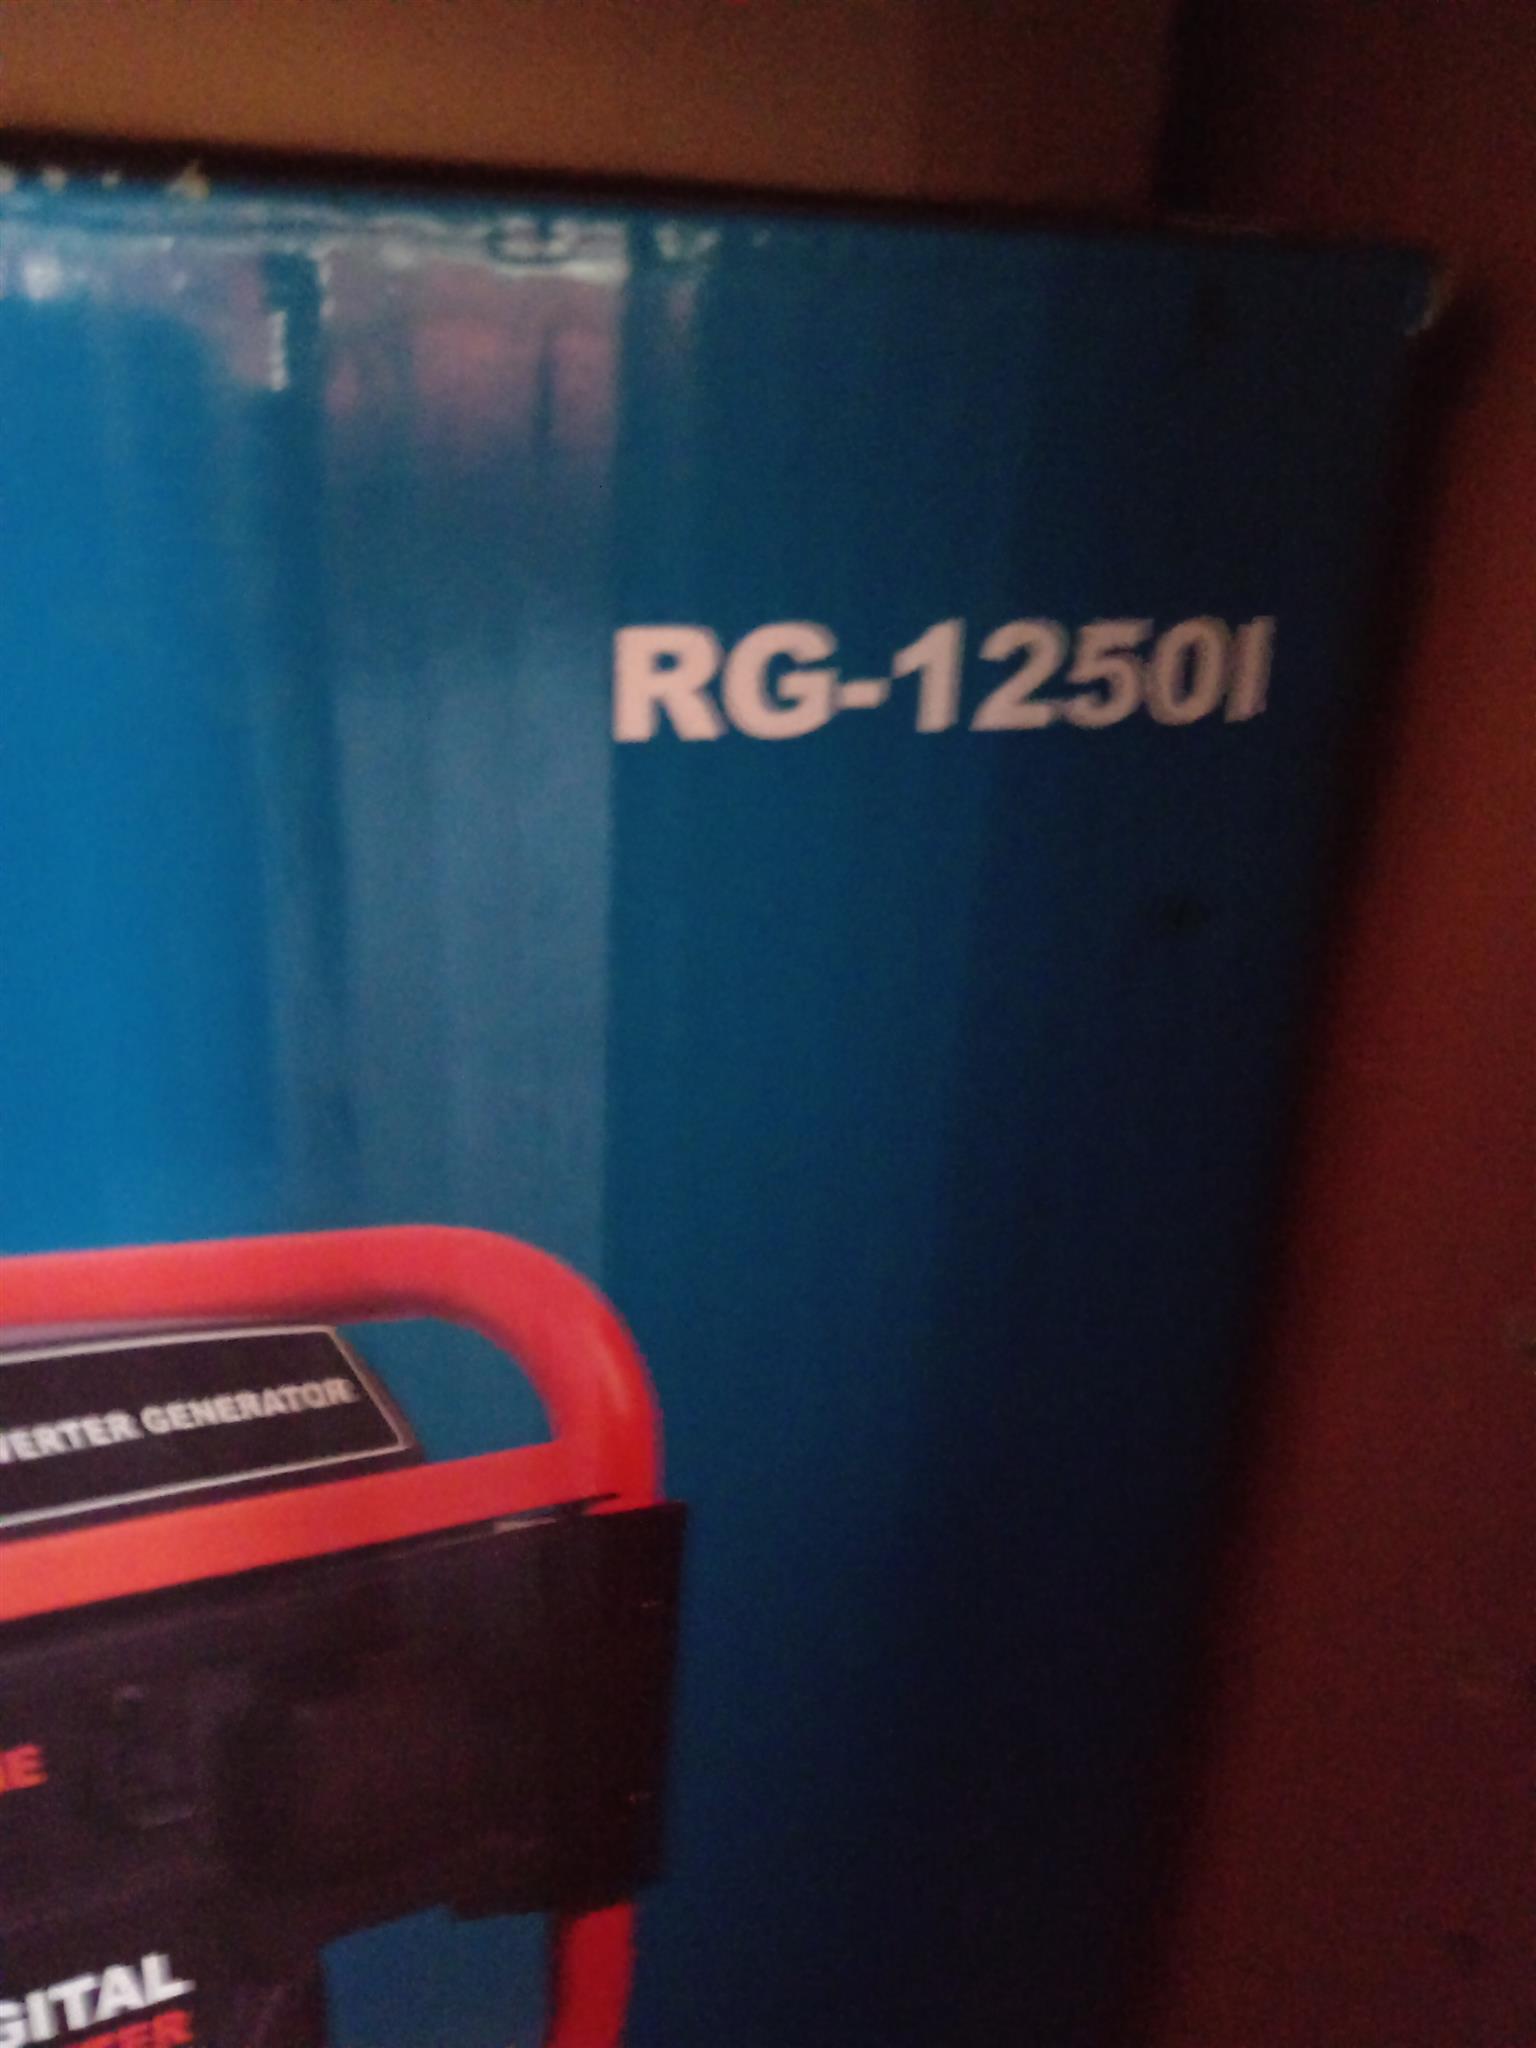 RG-1250I
VERTER GENERATOR
GITAL